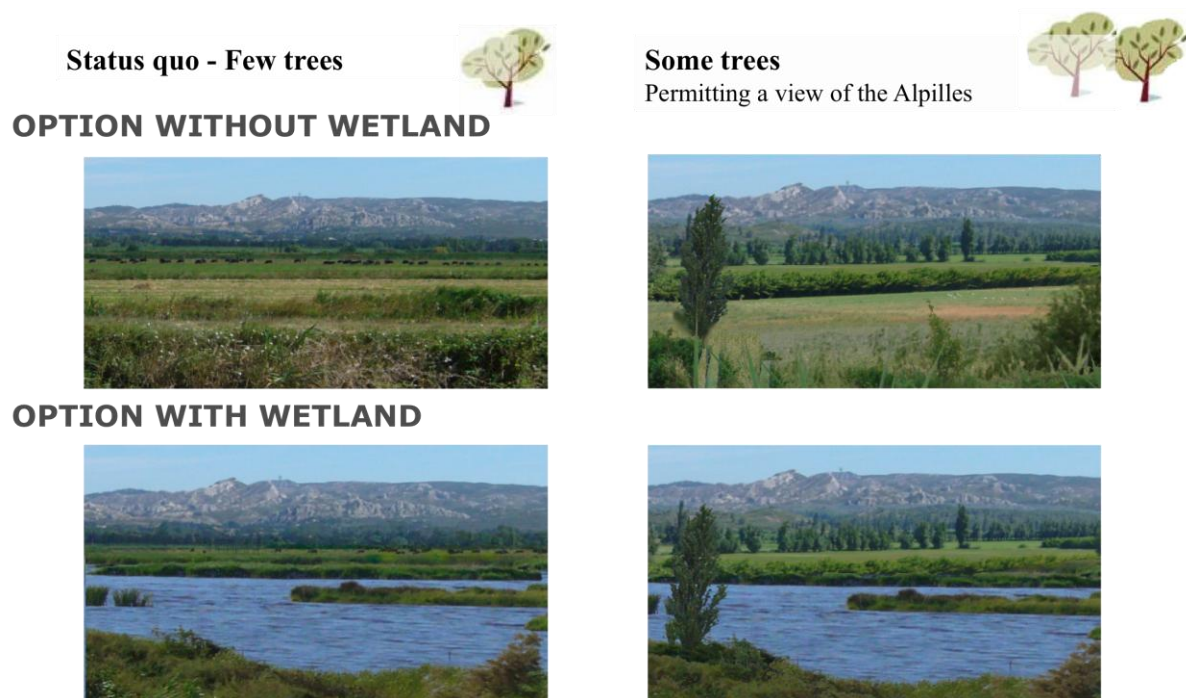 Status quo - Few trees
Some trees
Permitting a view of the Alpilles
OPTION WITHOUT WETLAND
OPTION WITH WETLAND